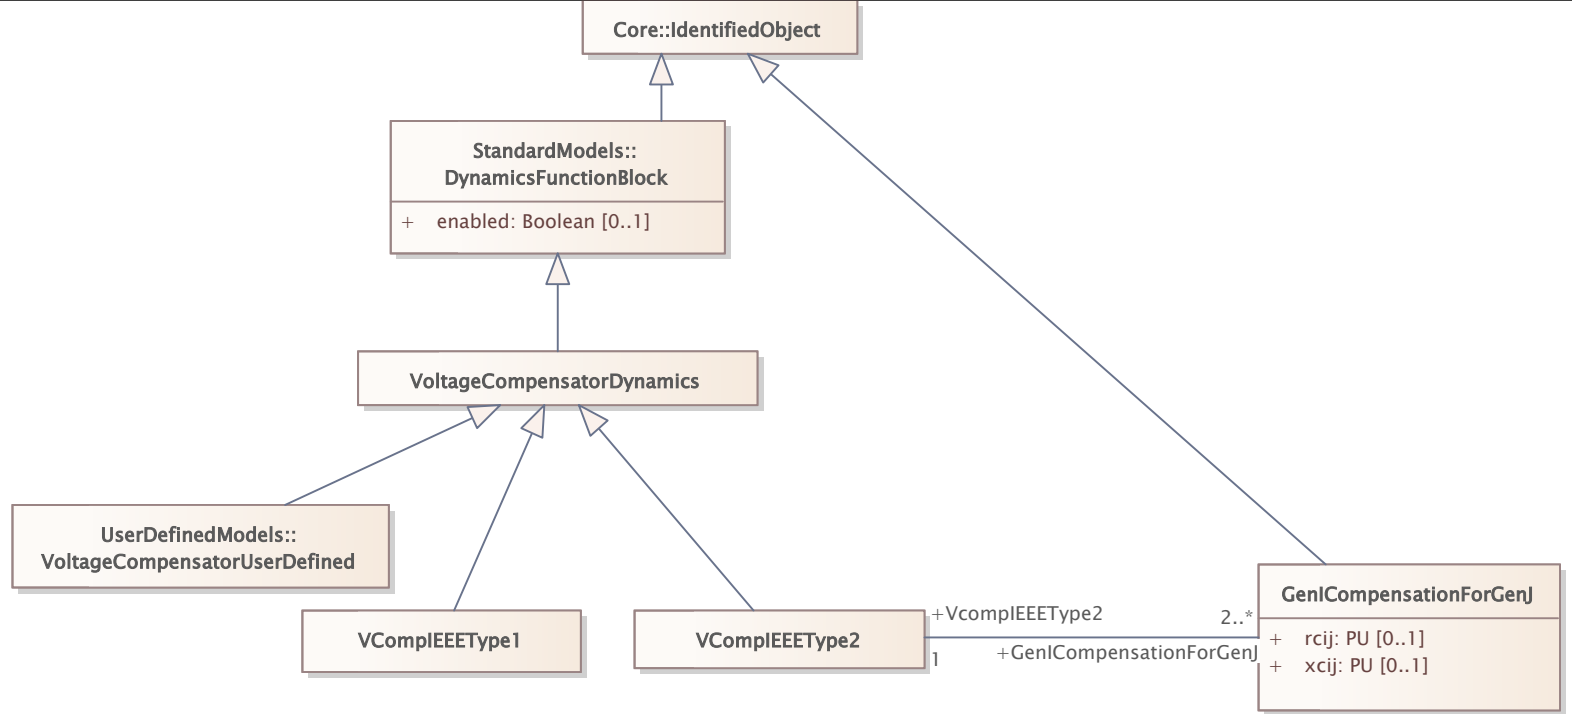 Core::IdentifiedObject
StandardModels::
DynamicsFunctionBlock
+ enabled: Boolean [0..1]
VoltageCompensatorDynamics
UserDefinedModels::
VoltageCompensatorUserDefined
VCompIEEEType1
VCompIEEEType2
+VcompIEEEType2
2..*
1
+GenICompensationForGenJ
GenICompensationForGenJ
+ rcij: PU [0..1]
+ xcij: PU [0..1]